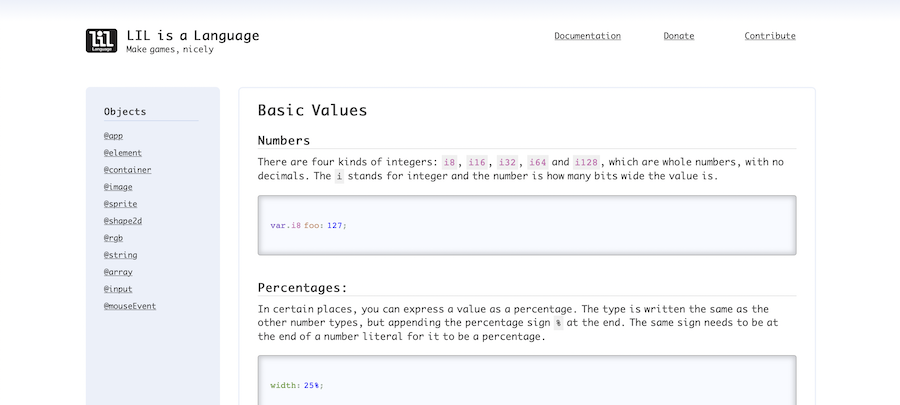 LIL
Language
LIL is a Language
Make games, nicely
Documentation
Donate
Contribute
Objects
@app
@element
@container
@image
@sprite
@shape2d
@rgb
@string
@array
@input
@mouseEvent
Basic Values
Numbers
There are four kinds of integers: i8, i16, i32, i64 and i128, which are whole numbers, with no
decimals. The i stands for integer and the number is how many bits wide the value is.
var.i8 foo: 127;
Percentages:
In certain places, you can express a value as a percentage. The type is written the same as the
other number types, but appending the percentage sign % at the end. The same sign needs to be at
the end of a number literal for it to be a percentage.
width: 25%;